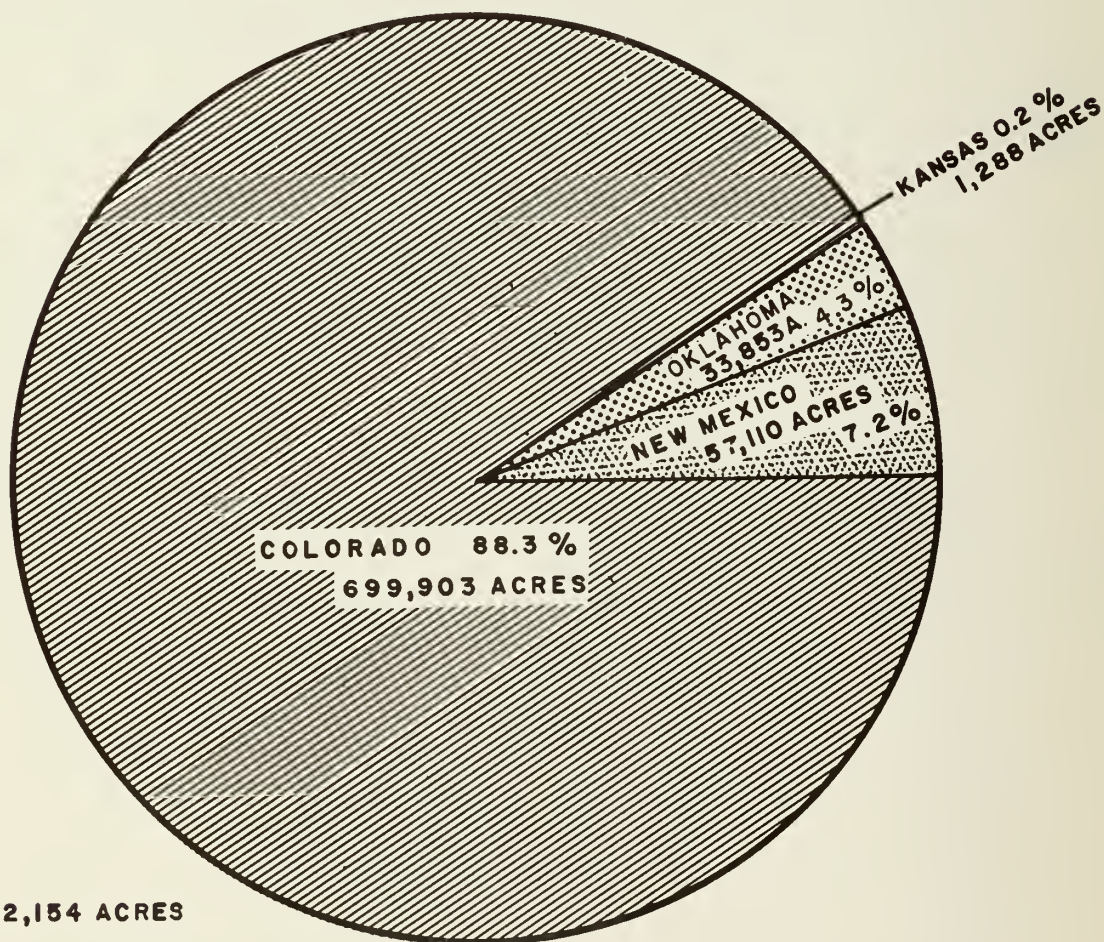 KANSAS 0.2 %
1,288 ACRES
OKLAHOMA
33,853A. 4.3%
NEW MEXICO
57,110 ACRES
7.2%
COLORADO 88.3 %
699,903 ACRES
2,154 ACRES